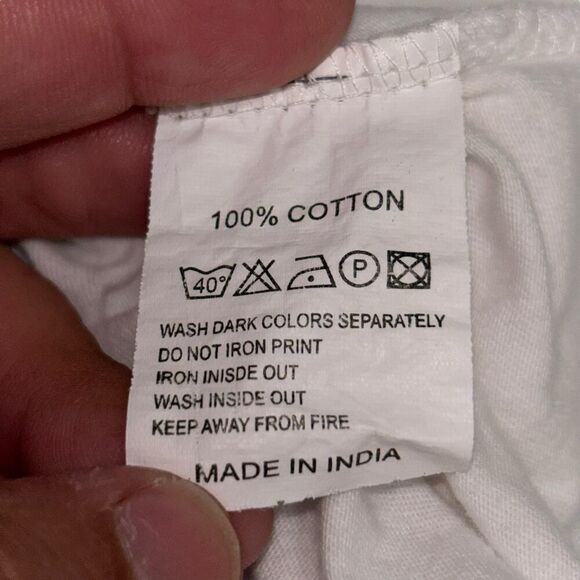 100% COTTON
40° P
WASH DARK COLORS SEPARATELY
DO NOT IRON PRINT
IRON INISDE OUT
WASH INSIDE OUT
KEEP AWAY FROM FIRE
MADE IN INDIA